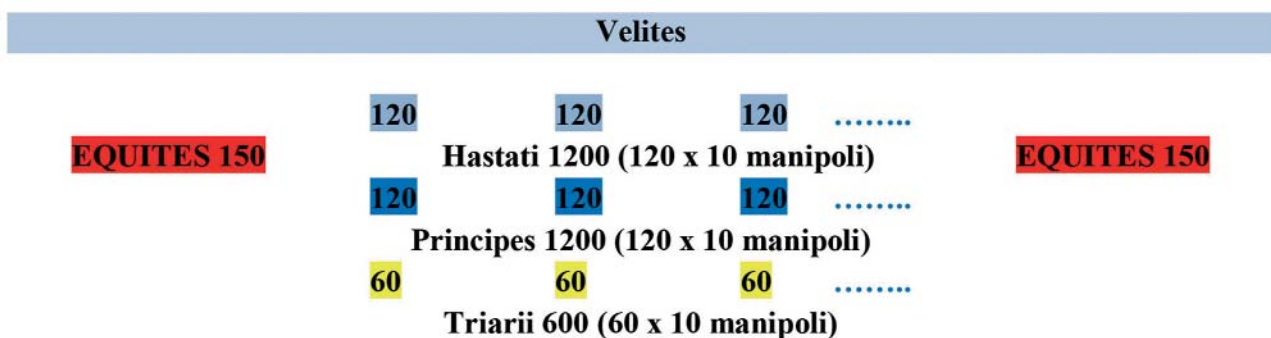 Velites
120 120 120 ........
EQUITES 150 Hastati 1200 (120 x 10 manipoli) EQUITES 150
120 120 120 ........
Principes 1200 (120 x 10 manipoli)
60 60 60 ........
Triarii 600 (60 x 10 manipoli)